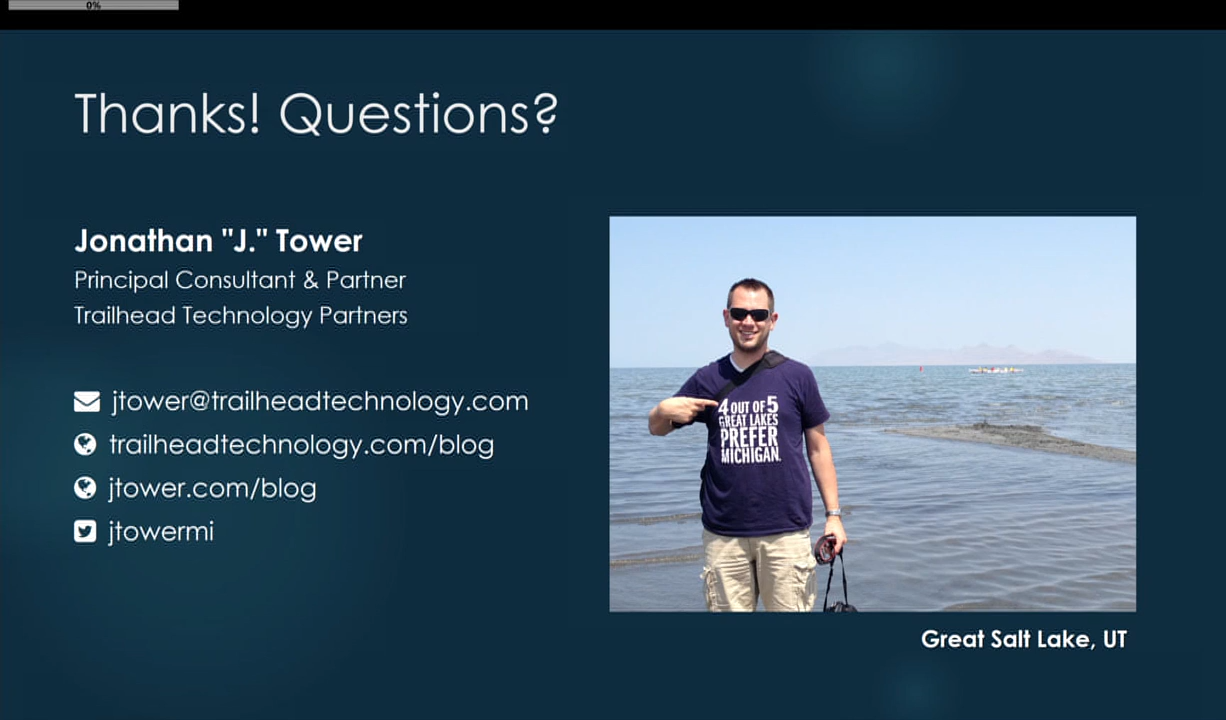 0%
Thanks! Questions?
Jonathan "J." Tower
Principal Consultant & Partner
Trailhead Technology Partners
jtower@trailheadtechnology.com
trailheadtechnology.com/blog
jtower.com/blog
jtowermi
4 OUT OF 5
GREAT LAKES
PREFER
MICHIGAN.
Great Salt Lake, UT